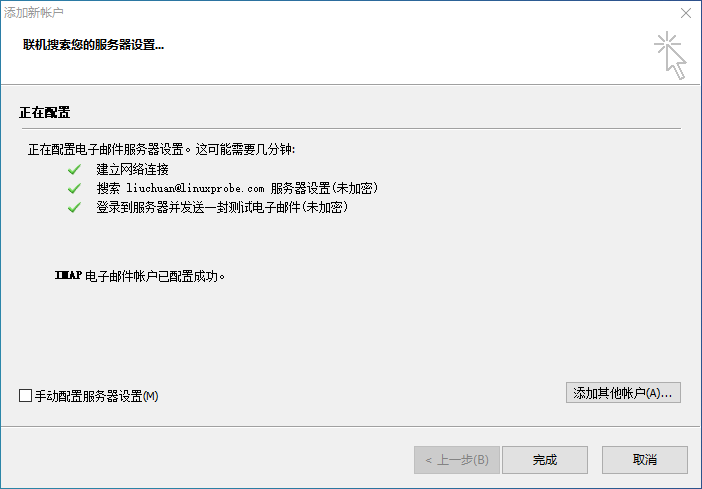 添加新帐户
联机搜索您的服务器设置...
正在配置
正在配置电子邮件服务器设置。这可能需要几分钟:
建立网络连接
搜索 liuchuan@linuxprobe.com 服务器设置(未加密)
登录到服务器并发送一封测试电子邮件(未加密)
IMAP 电子邮件帐户已配置成功。
手动配置服务器设置(M)
添加其他帐户(A)...
< 上一步(B)
完成
取消